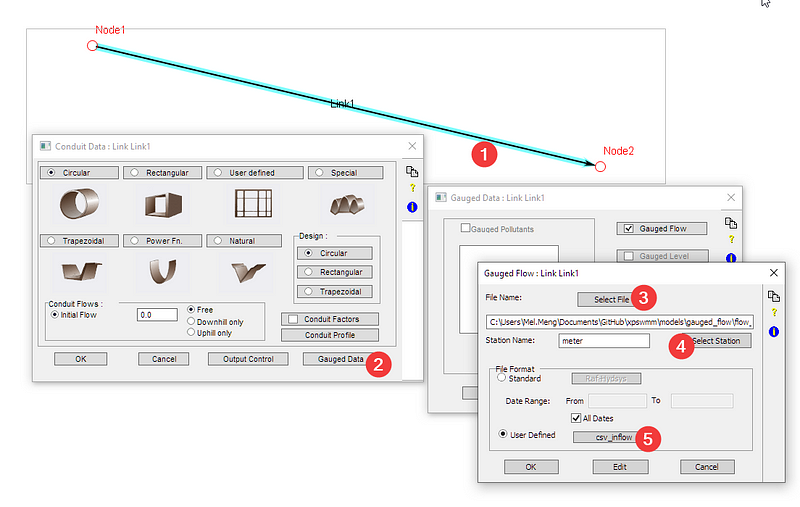 Node1
Link1
Node2
1
Conduit Data : Link Link1
Circular
Rectangular
User defined
Special
Trapezoidal
Power Fn.
Natural
Design :
Circular
Rectangular
Trapezoidal
Conduit Flows :
Initial Flow
0.0
Free
Downhill only
Uphill only
Conduit Factors
Conduit Profile
OK
Cancel
Output Control
Gauged Data
2
?
i
Gauged Data : Link Link1
Gauged Pollutants
Gauged Flow
Gauged Level
?
i
Gauged Flow : Link Link1
File Name:
Select File
3
C:\Users\Mel.Meng\Documents\GitHub\xpswmm\models\gauged_flow\flow_
Station Name:
meter
4
Select Station
File Format
Standard
Raf-Hydsys
Date Range:
From
To
All Dates
User Defined
csv_inflow
5
OK
Edit
Cancel
?
i